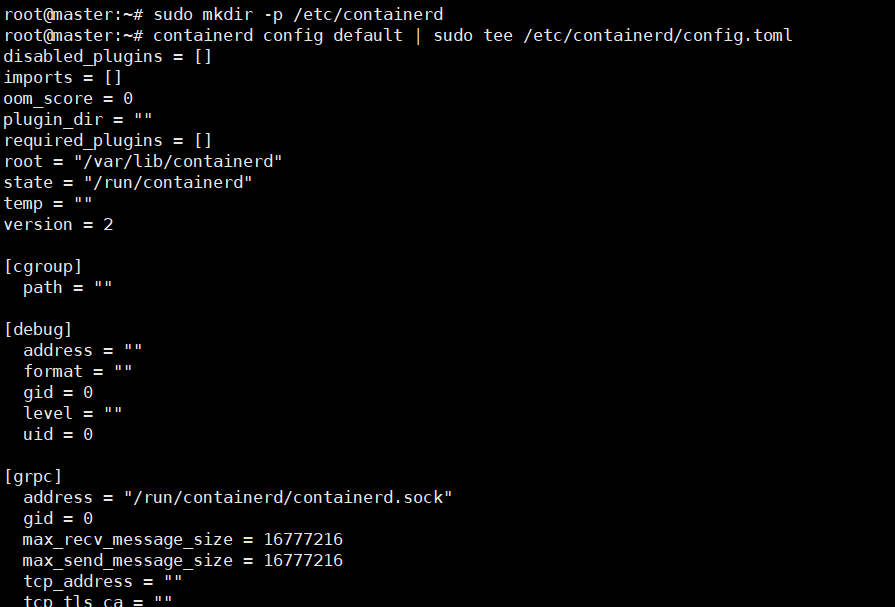 root@master:~# sudo mkdir -p /etc/containerd
root@master:~# containerd config default | sudo tee /etc/containerd/config.toml
disabled_plugins = []
imports = []
oom_score = 0
plugin_dir = ""
required_plugins = []
root = "/var/lib/containerd"
state = "/run/containerd"
temp = ""
version = 2

[cgroup]
  path = ""

[debug]
  address = ""
  format = ""
  gid = 0
  level = ""
  uid = 0

[grpc]
  address = "/run/containerd/containerd.sock"
  gid = 0
  max_recv_message_size = 16777216
  max_send_message_size = 16777216
  tcp_address = ""
  tcp_tls_ca = ""